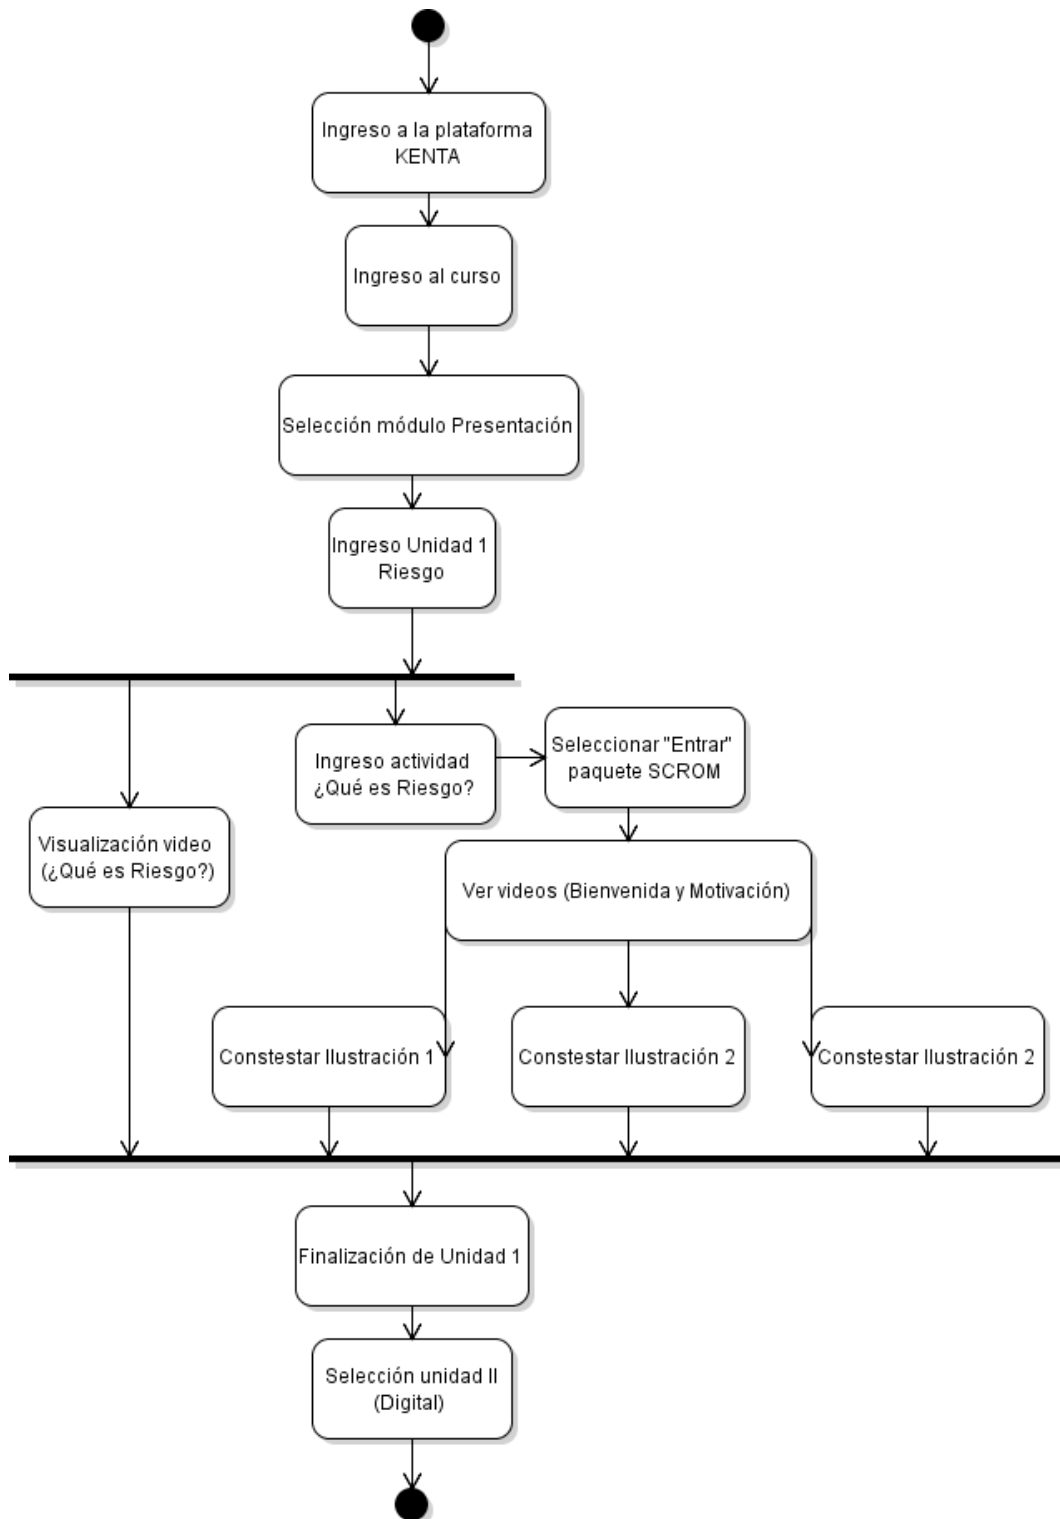 Ingreso a la plataforma
KENTA
Ingreso al curso
Selección módulo Presentación
Ingreso Unidad 1
Riesgo
Ingreso actividad
¿Qué es Riesgo?
Seleccionar "Entrar"
paquete SCROM
Visualización video
(¿Qué es Riesgo?)
Ver videos (Bienvenida y Motivación)
Constestar Ilustración 1
Constestar Ilustración 2
Constestar Ilustración 2
Finalización de Unidad 1
Selección unidad II
(Digital)